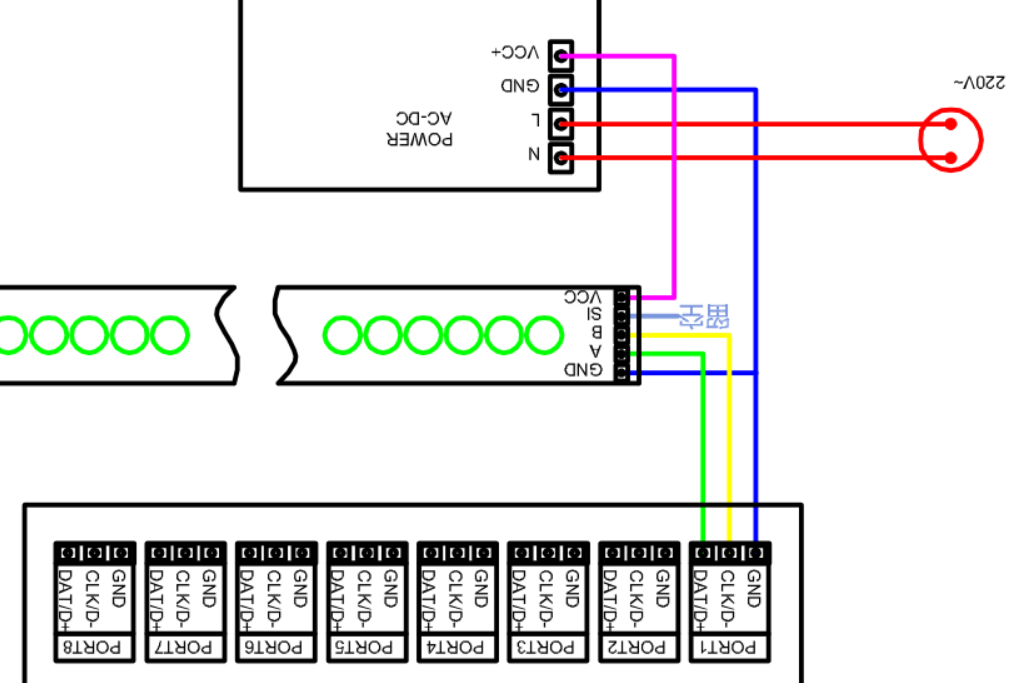 VCC+
GND
L
N
POWER
AC-DC
220V~
VCC
SI
B
A
GND
留空
DAT/D+
CLK/D-
GND
PORT8
DAT/D+
CLK/D-
GND
PORT7
DAT/D+
CLK/D-
GND
PORT6
DAT/D+
CLK/D-
GND
PORT5
DAT/D+
CLK/D-
GND
PORT4
DAT/D+
CLK/D-
GND
PORT3
DAT/D+
CLK/D-
GND
PORT2
DAT/D+
CLK/D-
GND
PORT1